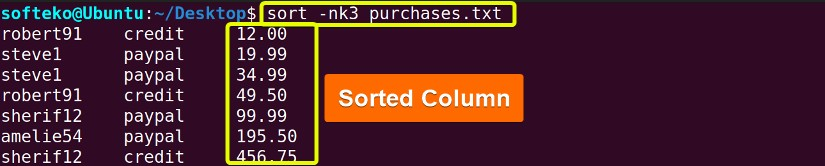 softeko@Ubuntu:~/Desktop$ sort -nk3 purchases.txt
robert91 credit 12.00
steve1 paypal 19.99
steve1 paypal 34.99
robert91 credit 49.50
sherif12 paypal 99.99
amelie54 paypal 195.50
sherif12 credit 456.75
Sorted Column